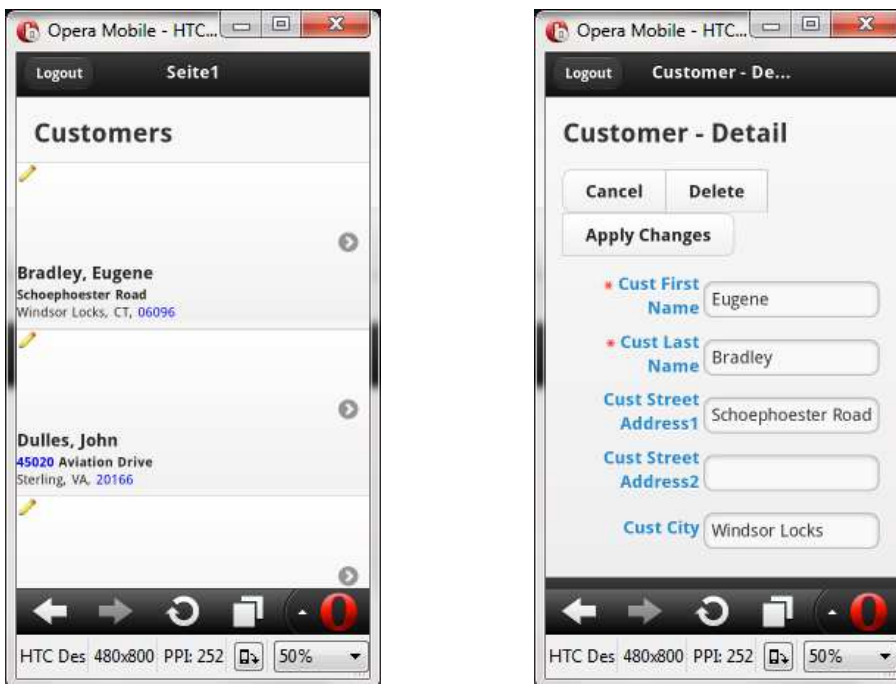 Opera Mobile - HTC...
Logout Seite1
Customers
Bradley, Eugene
Schoephoester Road
Windsor Locks, CT, 06096
Dulles, John
45020 Aviation Drive
Sterling, VA, 20166
HTC Des 480x800 PPI: 252 50%
Opera Mobile - HTC...
Logout Customer - De...
Customer - Detail
Cancel Delete
Apply Changes
* Cust First
Name Eugene
* Cust Last
Name Bradley
Cust Street
Address1 Schoephoester Road
Cust Street
Address2
Cust City Windsor Locks
HTC Des 480x800 PPI: 252 50%